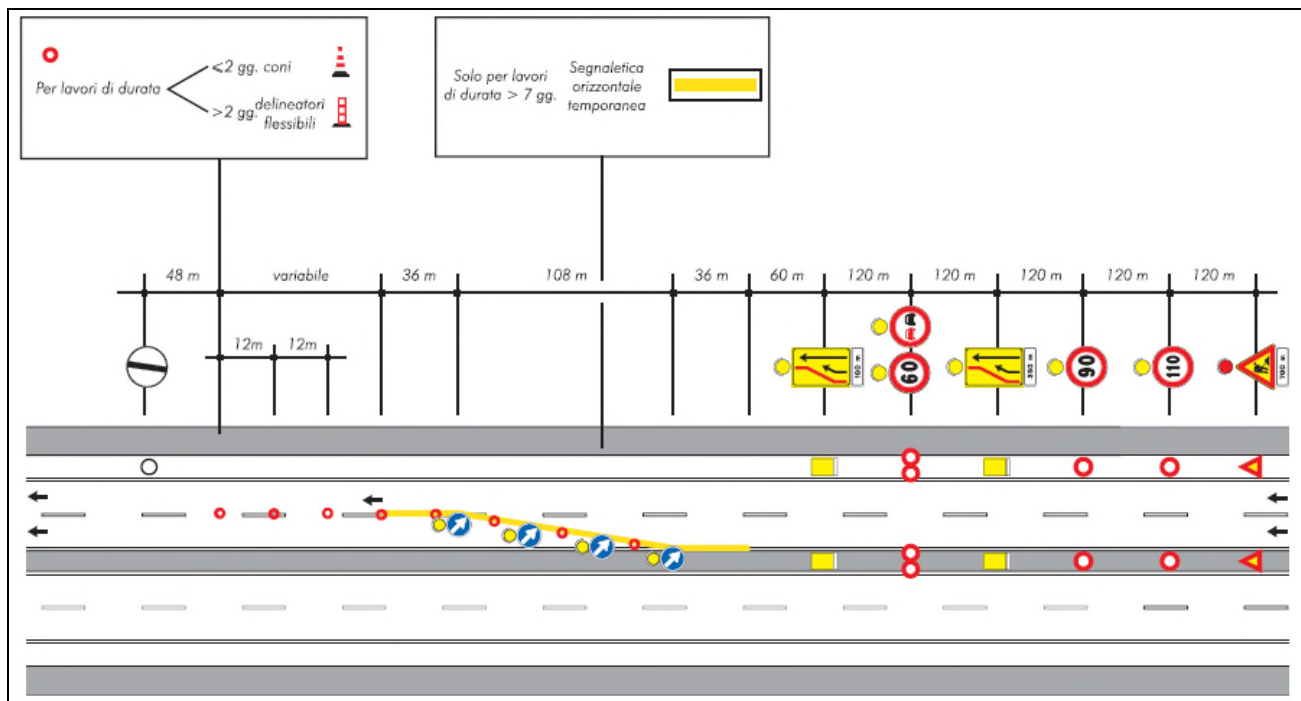 Per lavori di durata
≤2 gg. coni
>2 gg. delineatori
flessibili
Solo per lavori
di durata > 7 gg.
Segnaletica
orizzontale
temporanea
48 m variabile 36 m 108 m 36 m 60 m 120 m 120 m 120 m 120 m 120 m
12m 12m
100 m
60
350 m
90
110
700 m